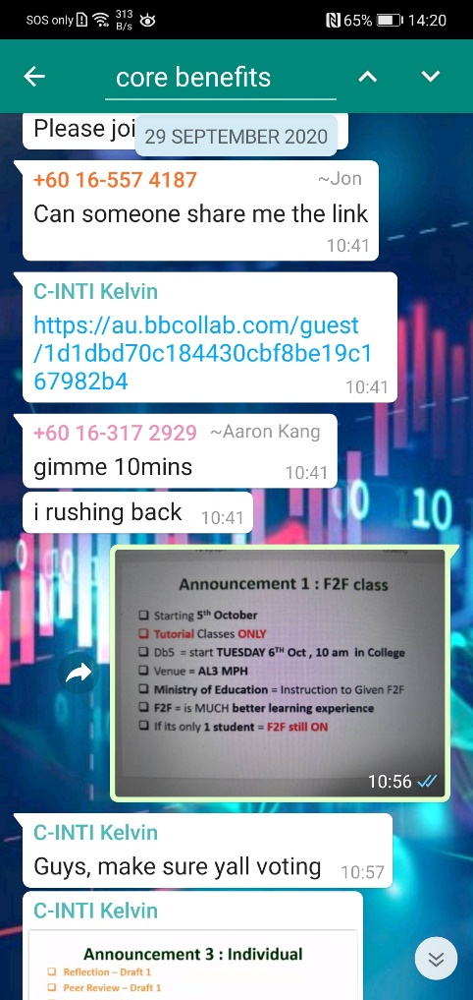 SOS only 313 B/s 65% 14:20
core benefits
Please joi
29 SEPTEMBER 2020
+60 16-557 4187 ~Jon
Can someone share me the link
10:41
C-INTI Kelvin
https://au.bbcollab.com/guest
/1d1dbd70c184430cbf8be19c1
67982b4 10:41
+60 16-317 2929 ~Aaron Kang
gimme 10mins 10:41
i rushing back 10:41
Announcement 1 : F2F class
Starting 5th October
Tutorial Classes ONLY
Db5 = start TUESDAY 6TH Oct , 10 am in College
Venue = AL3 MPH
Ministry of Education = Instruction to Given F2F
F2F = is MUCH better learning experience
If its only 1 student = F2F still ON
10:56
C-INTI Kelvin
Guys, make sure yall voting 10:57
C-INTI Kelvin
Announcement 3 : Individual
Reflection – Draft 1
Peer Review – Draft 1